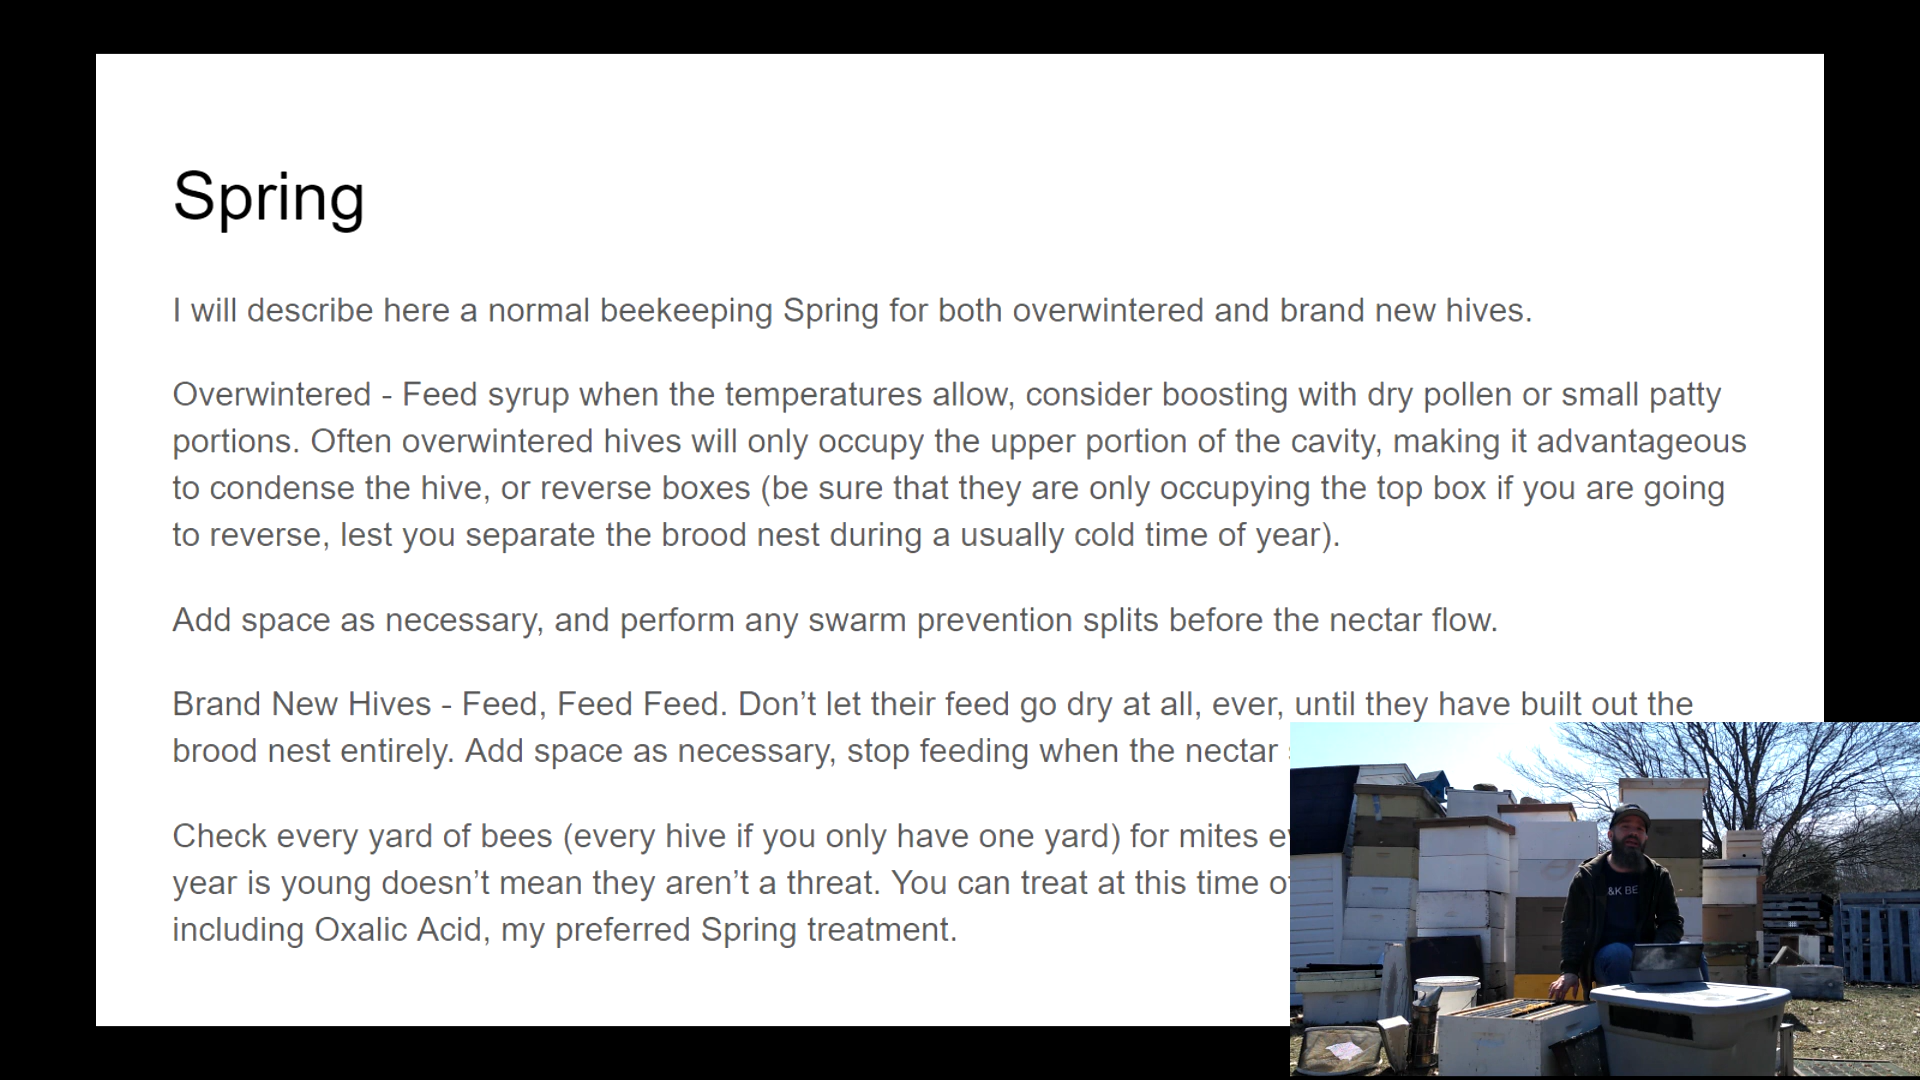 Spring
I will describe here a normal beekeeping Spring for both overwintered and brand new hives.
Overwintered - Feed syrup when the temperatures allow, consider boosting with dry pollen or small patty
portions. Often overwintered hives will only occupy the upper portion of the cavity, making it advantageous
to condense the hive, or reverse boxes (be sure that they are only occupying the top box if you are going
to reverse, lest you separate the brood nest during a usually cold time of year).
Add space as necessary, and perform any swarm prevention splits before the nectar flow.
Brand New Hives - Feed, Feed Feed. Don’t let their feed go dry at all, ever, until they have built out the
brood nest entirely. Add space as necessary, stop feeding when the nectar
Check every yard of bees (every hive if you only have one yard) for mites
year is young doesn’t mean they aren’t a threat. You can treat at this time
including Oxalic Acid, my preferred Spring treatment.
&K BE